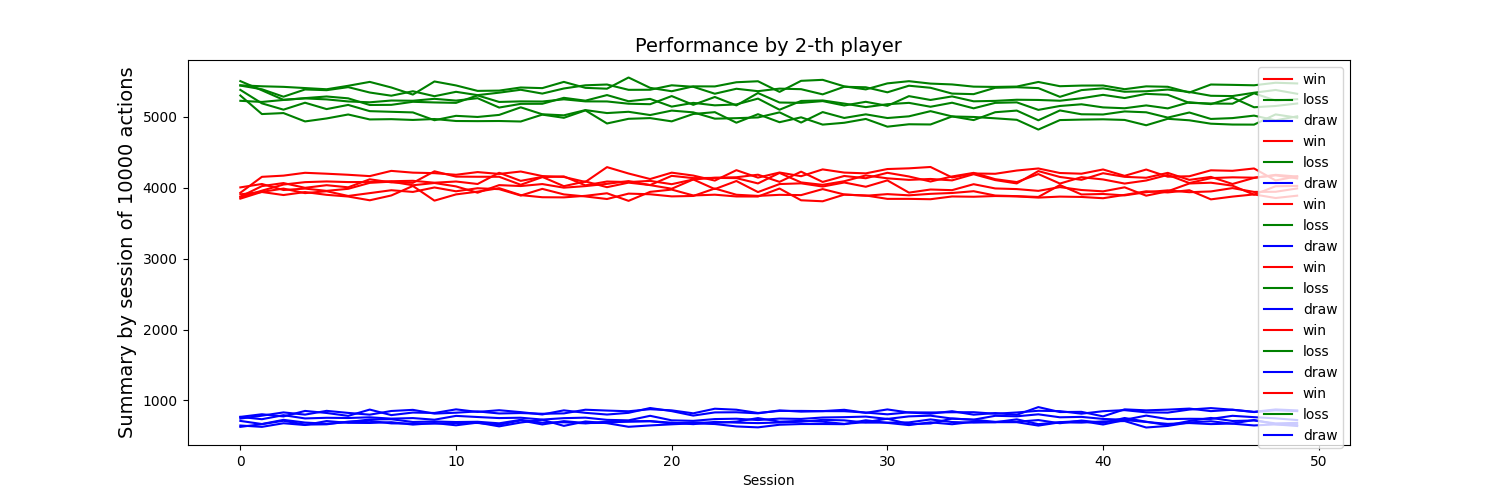 Performance by 2-th player
Summary by session of 10000 actions
5000
4000
3000
2000
1000
0
10
20
30
40
50
Session
win
loss
draw
win
loss
draw
win
loss
draw
win
loss
draw
win
loss
draw
win
loss
draw